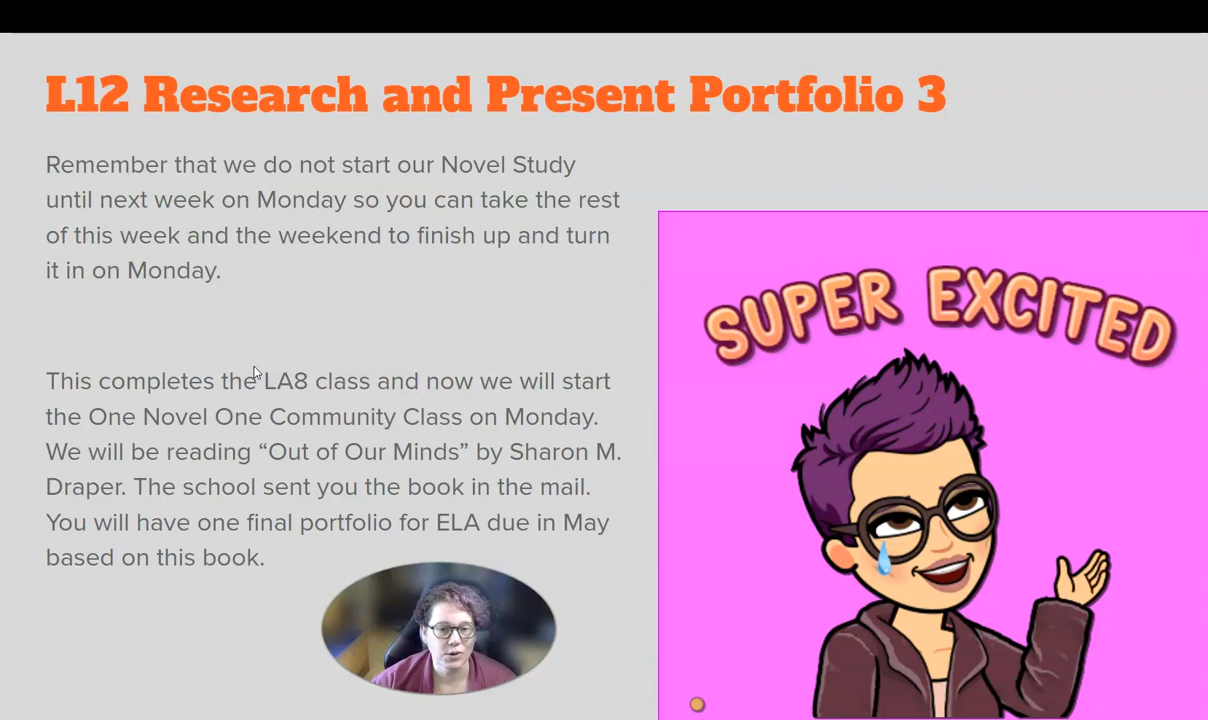 L12 Research and Present Portfolio 3
Remember that we do not start our Novel Study
until next week on Monday so you can take the rest
of this week and the weekend to finish up and turn
it in on Monday.
This completes the LA8 class and now we will start
the One Novel One Community Class on Monday.
We will be reading “Out of Our Minds” by Sharon M.
Draper. The school sent you the book in the mail.
You will have one final portfolio for ELA due in May
based on this book.
SUPER EXCITED